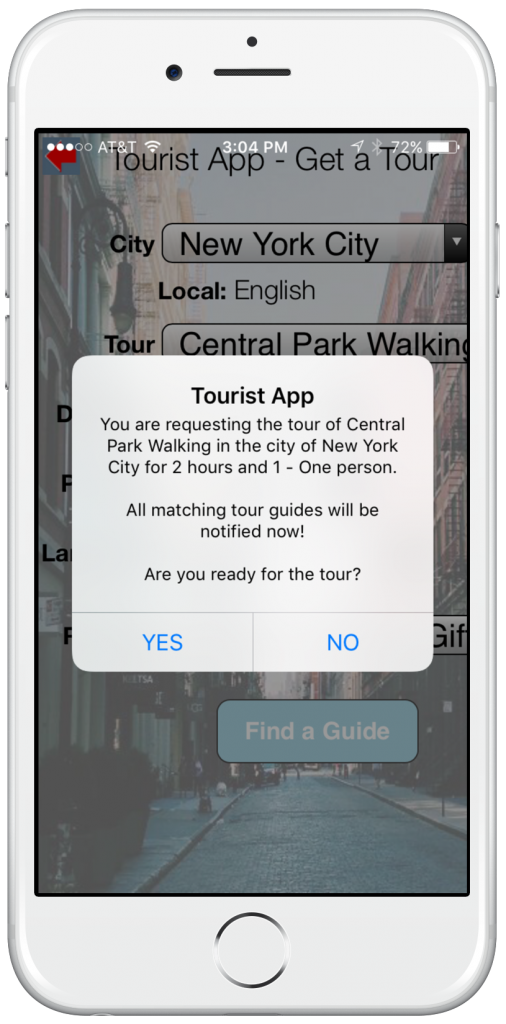 AT&T 3:04 PM 72%
Tourist App - Get a Tour
City New York City
Local: English
Tour Central Park Walking
D
Tourist App
You are requesting the tour of Central
Park Walking in the city of New York
City for 2 hours and 1 - One person.
All matching tour guides will be
notified now!
Are you ready for the tour?
La
YES NO
F Gif
Find a Guide